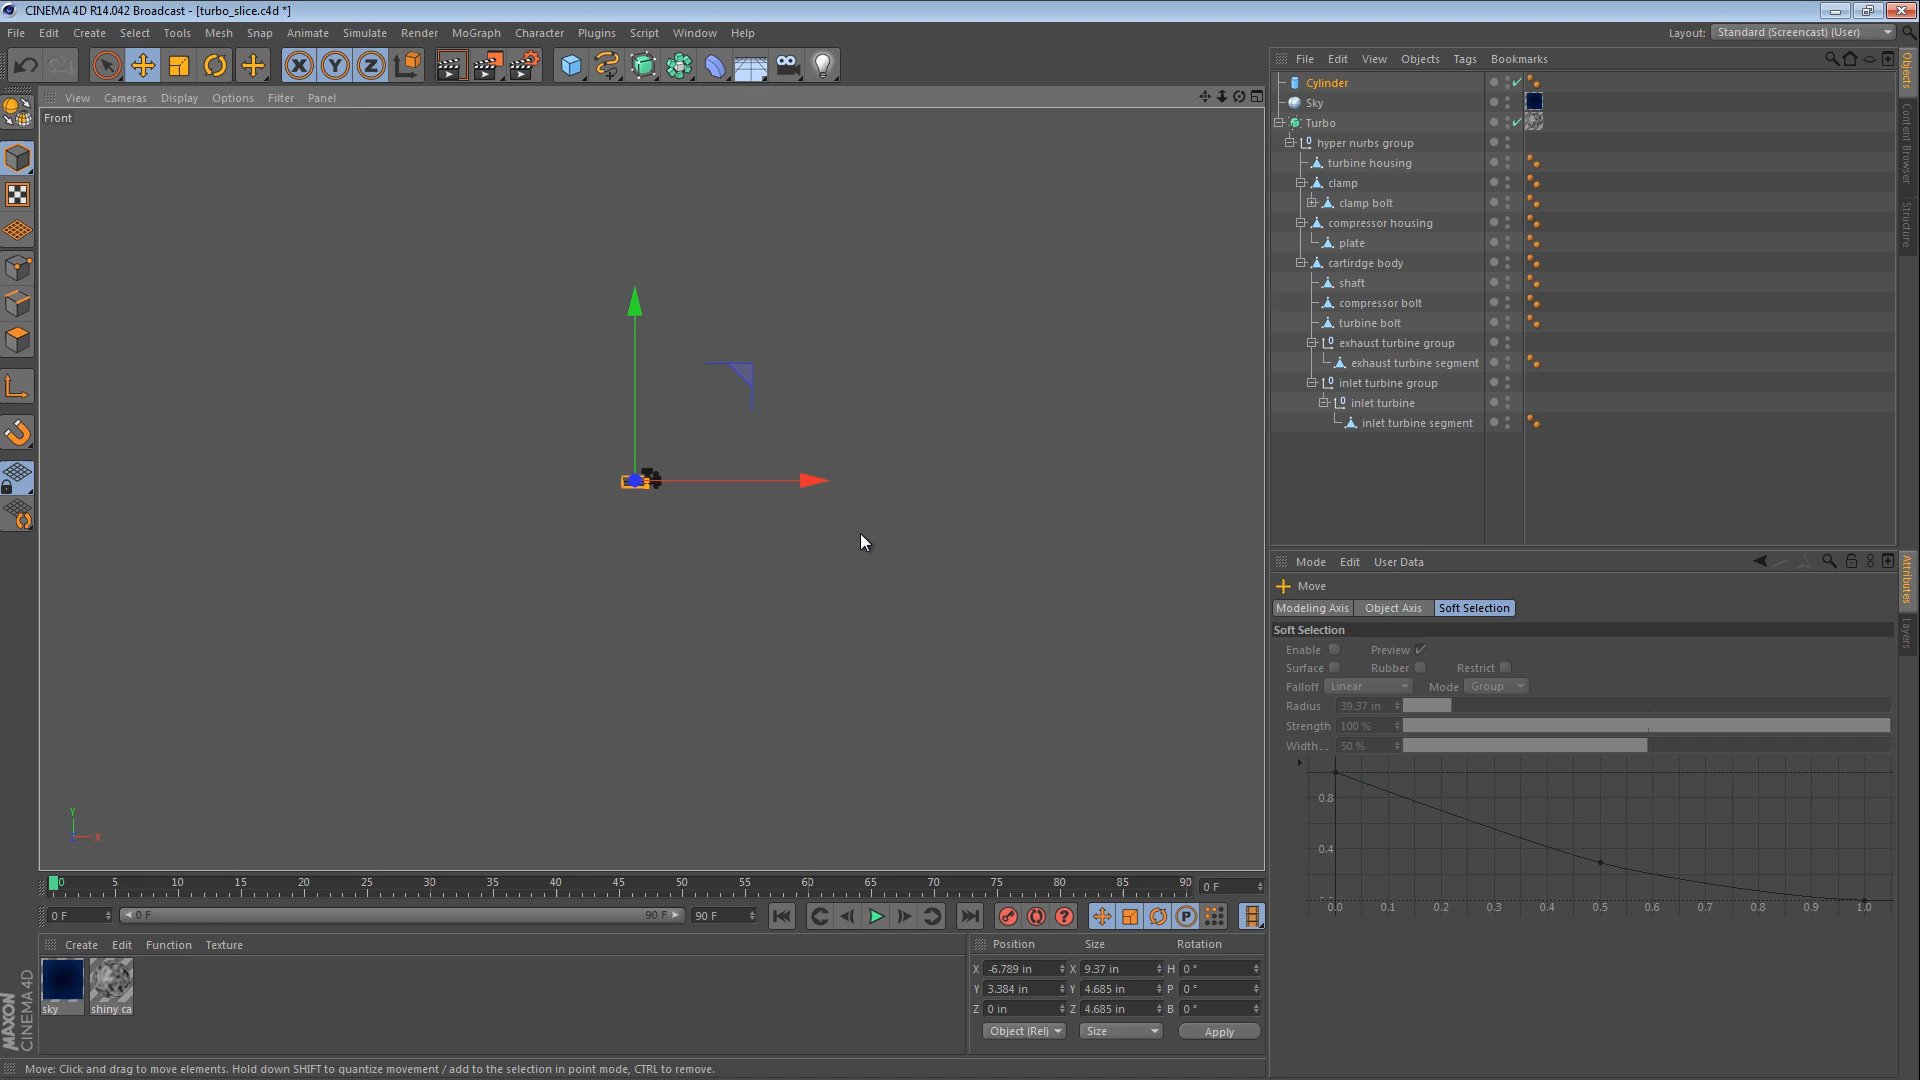 CINEMA 4D R14.042 Broadcast - [turbo_slice.c4d *]
File Edit Create Select Tools Mesh Snap Animate Simulate Render MoGraph Character Plugins Script Window Help
Layout: Standard (Screencast) (User)
View Cameras Display Options Filter Panel
Front
Y
X
File Edit View Objects Tags Bookmarks
Cylinder
Sky
Turbo
hyper nurbs group
turbine housing
clamp
clamp bolt
compressor housing
plate
cartirdge body
shaft
compressor bolt
turbine bolt
exhaust turbine group
exhaust turbine segment
inlet turbine group
inlet turbine
inlet turbine segment
Objects
Content Browser
Structure
Mode Edit User Data
Move
Modeling Axis Object Axis Soft Selection
Soft Selection
Enable Preview
Surface Rubber Restrict
Falloff Linear Mode Group
Radius 39.37 in
Strength 100 %
Width.. 50 %
0.8
0.4
0.0 0.1 0.2 0.3 0.4 0.5 0.6 0.7 0.8 0.9 1.0
Attributes
Layers
0 5 10 15 20 25 30 35 40 45 50 55 60 65 70 75 80 85 90 0 F
0 F 0 F 90 F 90 F
Create Edit Function Texture
sky shiny ca
Position Size Rotation
X -6.789 in X 9.37 in H 0 °
Y 3.384 in Y 4.685 in P 0 °
Z 0 in Z 4.685 in B 0 °
Object (Rel) Size Apply
MAXON
CINEMA 4D
Move: Click and drag to move elements. Hold down SHIFT to quantize movement / add to the selection in point mode, CTRL to remove.